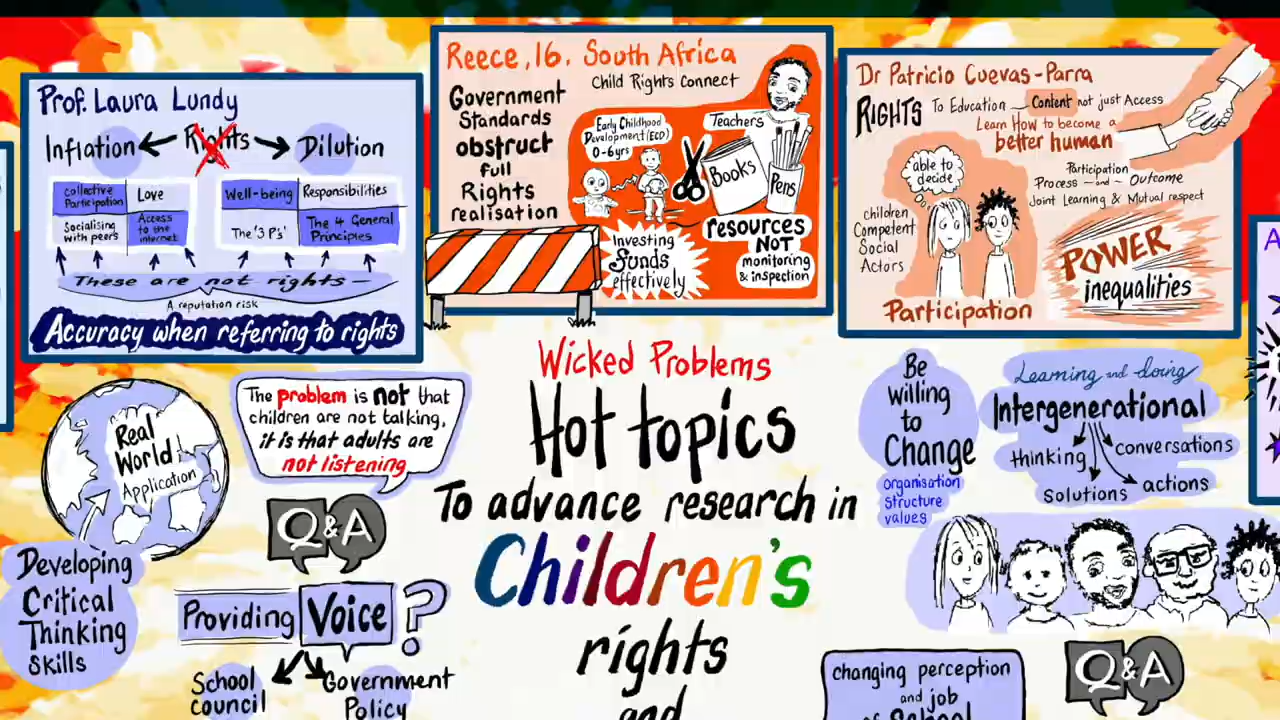 Prof. Laura Lundy
Inflation ← Rights → Dilution
Collective Participation
Love
Socialising with peers
Access to the internet
Well-being
Responsibilities
The '3 P's'
The 4 General Principles
These are not rights —
A reputation risk
Accuracy when referring to rights
Reece, 16. South Africa
Child Rights Connect
Government
Standards
obstruct
full
Rights
realisation
Early Childhood
Development (ECD)
0-6yrs
Teachers
Books
Pens
resources
NOT
monitoring
& inspection
Investing
funds
effectively
Dr Patricio Cuevas-Parra
RIGHTS To Education — Content not just Access
Learn How to become a
better human
Participation
Process — and — Outcome
Joint Learning & Mutual respect
able to
decide
children
Competent
Social
Actors
Participation
POWER
inequalities
A
Wicked Problems
Hot topics
To advance research in
Children's
rights
and
Real
World
Application
Developing
Critical
Thinking
Skills
The problem is not that
children are not talking,
it is that adults are
not listening
Q&A
Providing Voice ?
School
council
Government
Policy
Be
Willing
to
Change
organisation
structure
values
Learning and doing
Intergenerational
thinking
conversations
solutions
actions
Q&A
changing perception
and job
of School